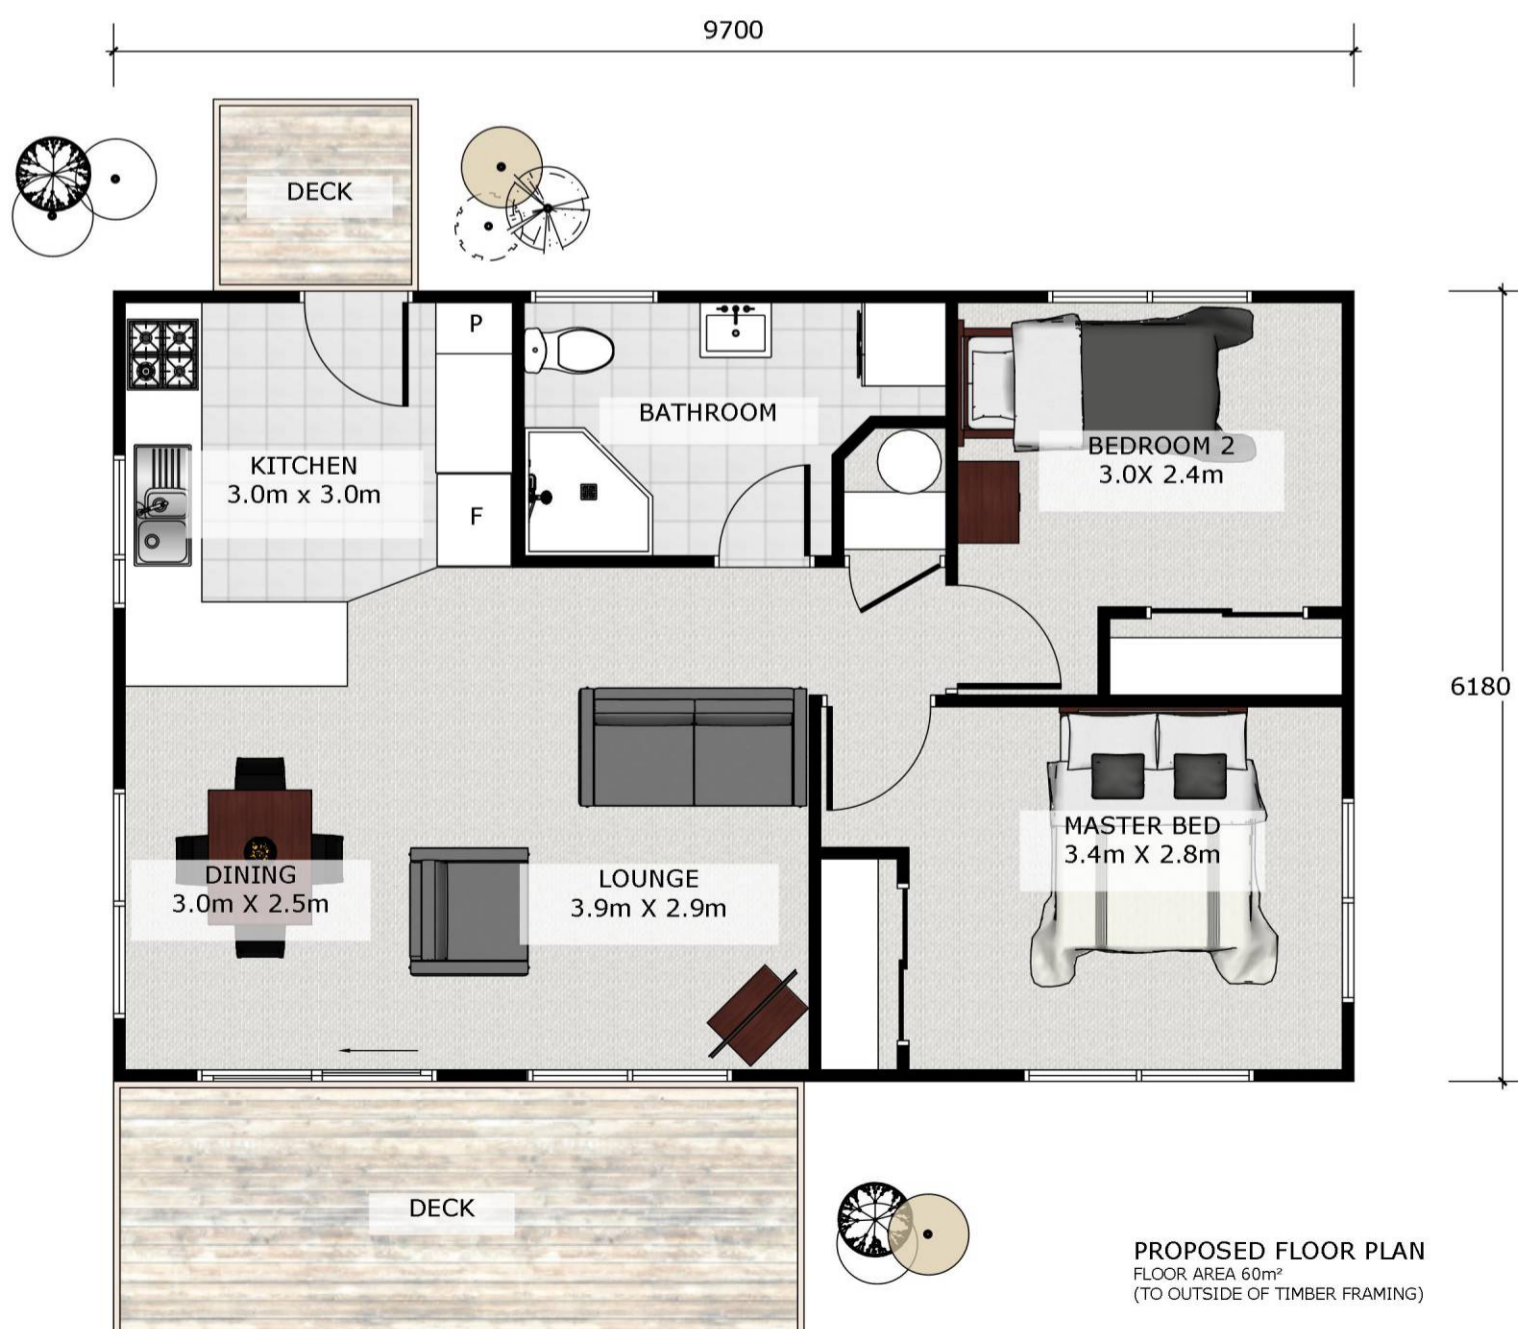 9700
DECK
P
BATHROOM
KITCHEN
3.0m x 3.0m
BEDROOM 2
3.0X 2.4m
F
6180
MASTER BED
3.4m X 2.8m
DINING
3.0m X 2.5m
LOUNGE
3.9m X 2.9m
DECK
PROPOSED FLOOR PLAN
FLOOR AREA 60m²
(TO OUTSIDE OF TIMBER FRAMING)